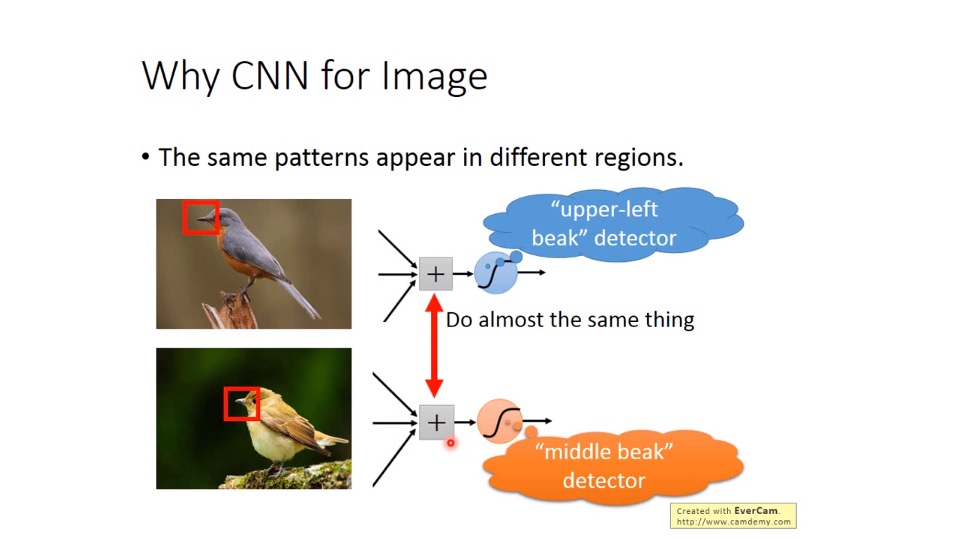 Why CNN for Image
• The same patterns appear in different regions.
“upper-left
beak” detector
+
Do almost the same thing
+
“middle beak”
detector
Created with EverCam.
http://www.camdemy.com